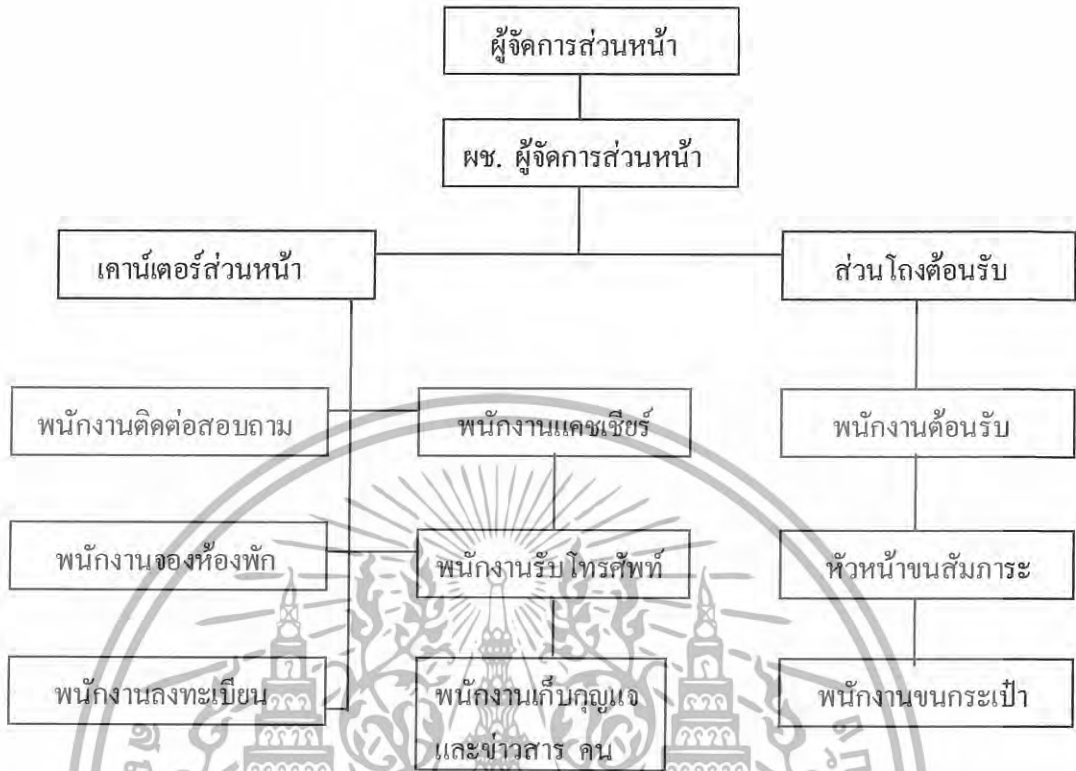 ผู้จัดการส่วนหน้า
ผช. ผู้จัดการส่วนหน้า
เคาน์เตอร์ส่วนหน้า
ส่วนโถงต้อนรับ
พนักงานติดต่อสอบถาม
พนักงานแคชเชียร์
พนักงานต้อนรับ
พนักงานจองห้องพัก
พนักงานรับโทรศัพท์
หัวหน้าขนสัมภาระ
พนักงานลงทะเบียน
พนักงานเก็บกุญแจ
และข่าวสาร คน
พนักงานขนกระเป๋า